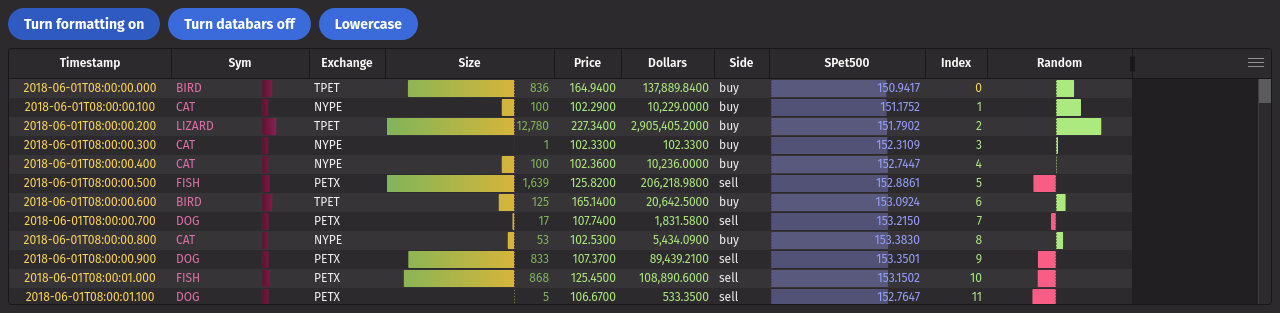 Turn formatting on Turn databars off Lowercase
Timestamp Sym Exchange Size Price Dollars Side SPet500 Index Random
2018-06-01T08:00:00.000 BIRD TPET 836 164.9400 137,889.8400 buy 150.9417 0
2018-06-01T08:00:00.100 CAT NYPE 100 102.2900 10,229.0000 buy 151.1752 1
2018-06-01T08:00:00.200 LIZARD TPET 12,780 227.3400 2,905,405.2000 buy 151.7902 2
2018-06-01T08:00:00.300 CAT NYPE 1 102.3300 102.3300 buy 152.3109 3
2018-06-01T08:00:00.400 CAT NYPE 100 102.3600 10,236.0000 buy 152.7447 4
2018-06-01T08:00:00.500 FISH PETX 1,639 125.8200 206,218.9800 sell 152.8861 5
2018-06-01T08:00:00.600 BIRD TPET 125 165.1400 20,642.5000 buy 153.0924 6
2018-06-01T08:00:00.700 DOG PETX 17 107.7400 1,831.5800 sell 153.2150 7
2018-06-01T08:00:00.800 CAT NYPE 53 102.5300 5,434.0900 buy 153.3830 8
2018-06-01T08:00:00.900 DOG PETX 833 107.3700 89,439.2100 sell 153.3501 9
2018-06-01T08:00:01.000 FISH PETX 868 125.4500 108,890.6000 sell 153.1502 10
2018-06-01T08:00:01.100 DOG PETX 5 106.6700 533.3500 sell 152.7647 11